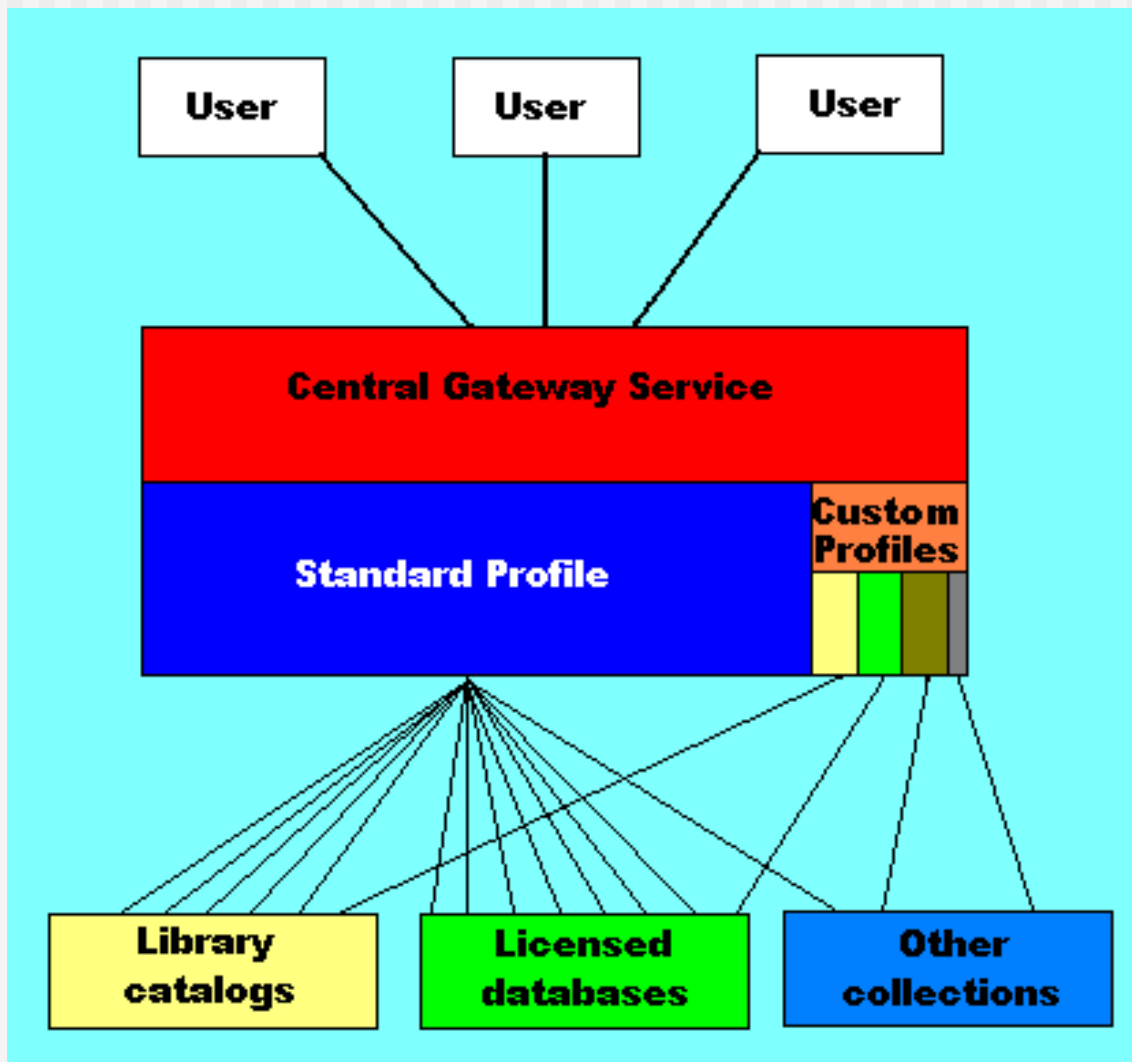 User
User
User
Central Gateway Service
Custom
Profiles
Standard Profile
Library
catalogs
Licensed
databases
Other
collections